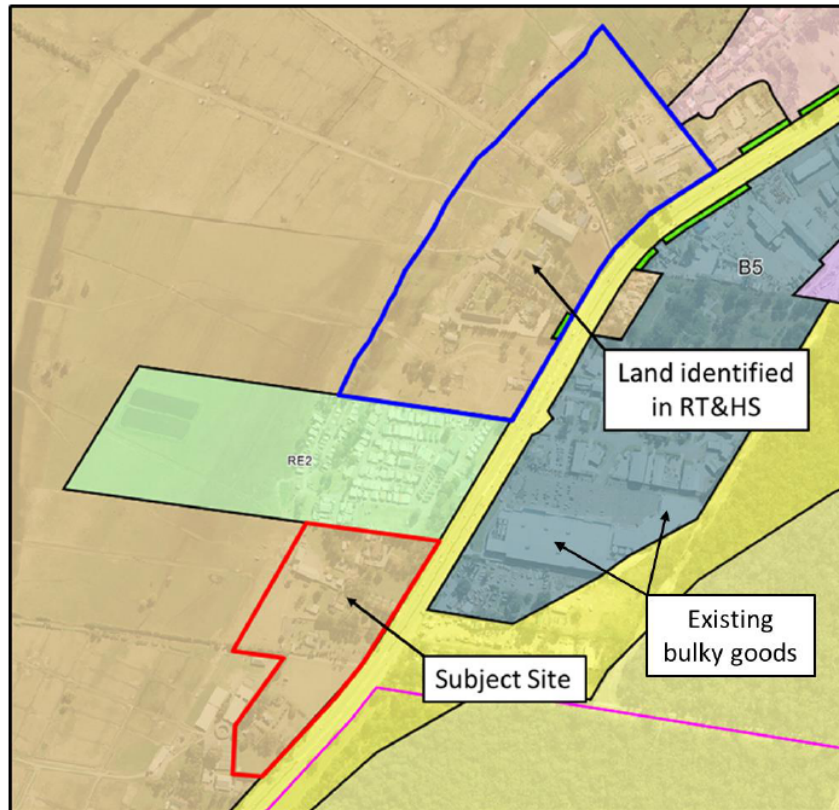 B5
Land identified
in RT&HS
RE2
Existing
bulky goods
Subject Site